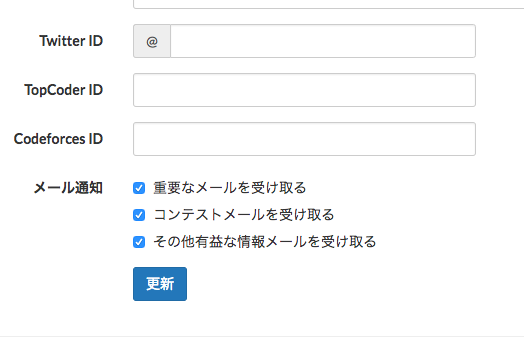 Twitter ID
@
TopCoder ID
Codeforces ID
メール通知
重要なメールを受け取る
コンテストメールを受け取る
その他有益な情報メールを受け取る
更新